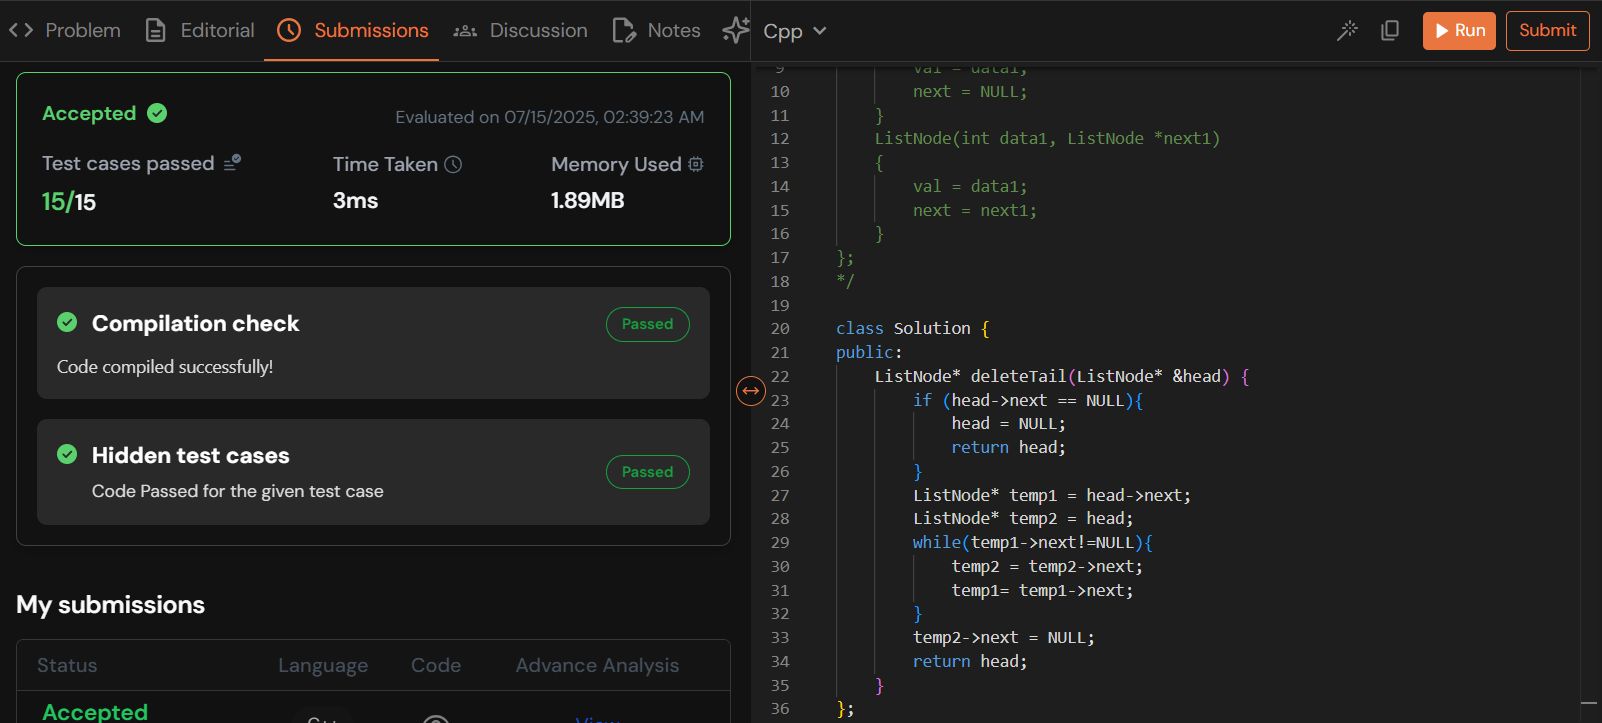 Problem Editorial Submissions Discussion Notes
Cpp Run Submit
Accepted
Evaluated on 07/15/2025, 02:39:23 AM
Test cases passed Time Taken Memory Used
15/15 3ms 1.89MB
Compilation check Passed
Code compiled successfully!
Hidden test cases Passed
Code Passed for the given test case
My submissions
Status Language Code Advance Analysis
Accepted C++ View
9 val = data1;
10 next = NULL;
11 }
12 ListNode(int data1, ListNode *next1)
13 {
14 val = data1;
15 next = next1;
16 }
17 };
18 */
19
20 class Solution {
21 public:
22 ListNode* deleteTail(ListNode* &head) {
23 if (head->next == NULL){
24 head = NULL;
25 return head;
26 }
27 ListNode* temp1 = head->next;
28 ListNode* temp2 = head;
29 while(temp1->next!=NULL){
30 temp2 = temp2->next;
31 temp1= temp1->next;
32 }
33 temp2->next = NULL;
34 return head;
35 }
36 };